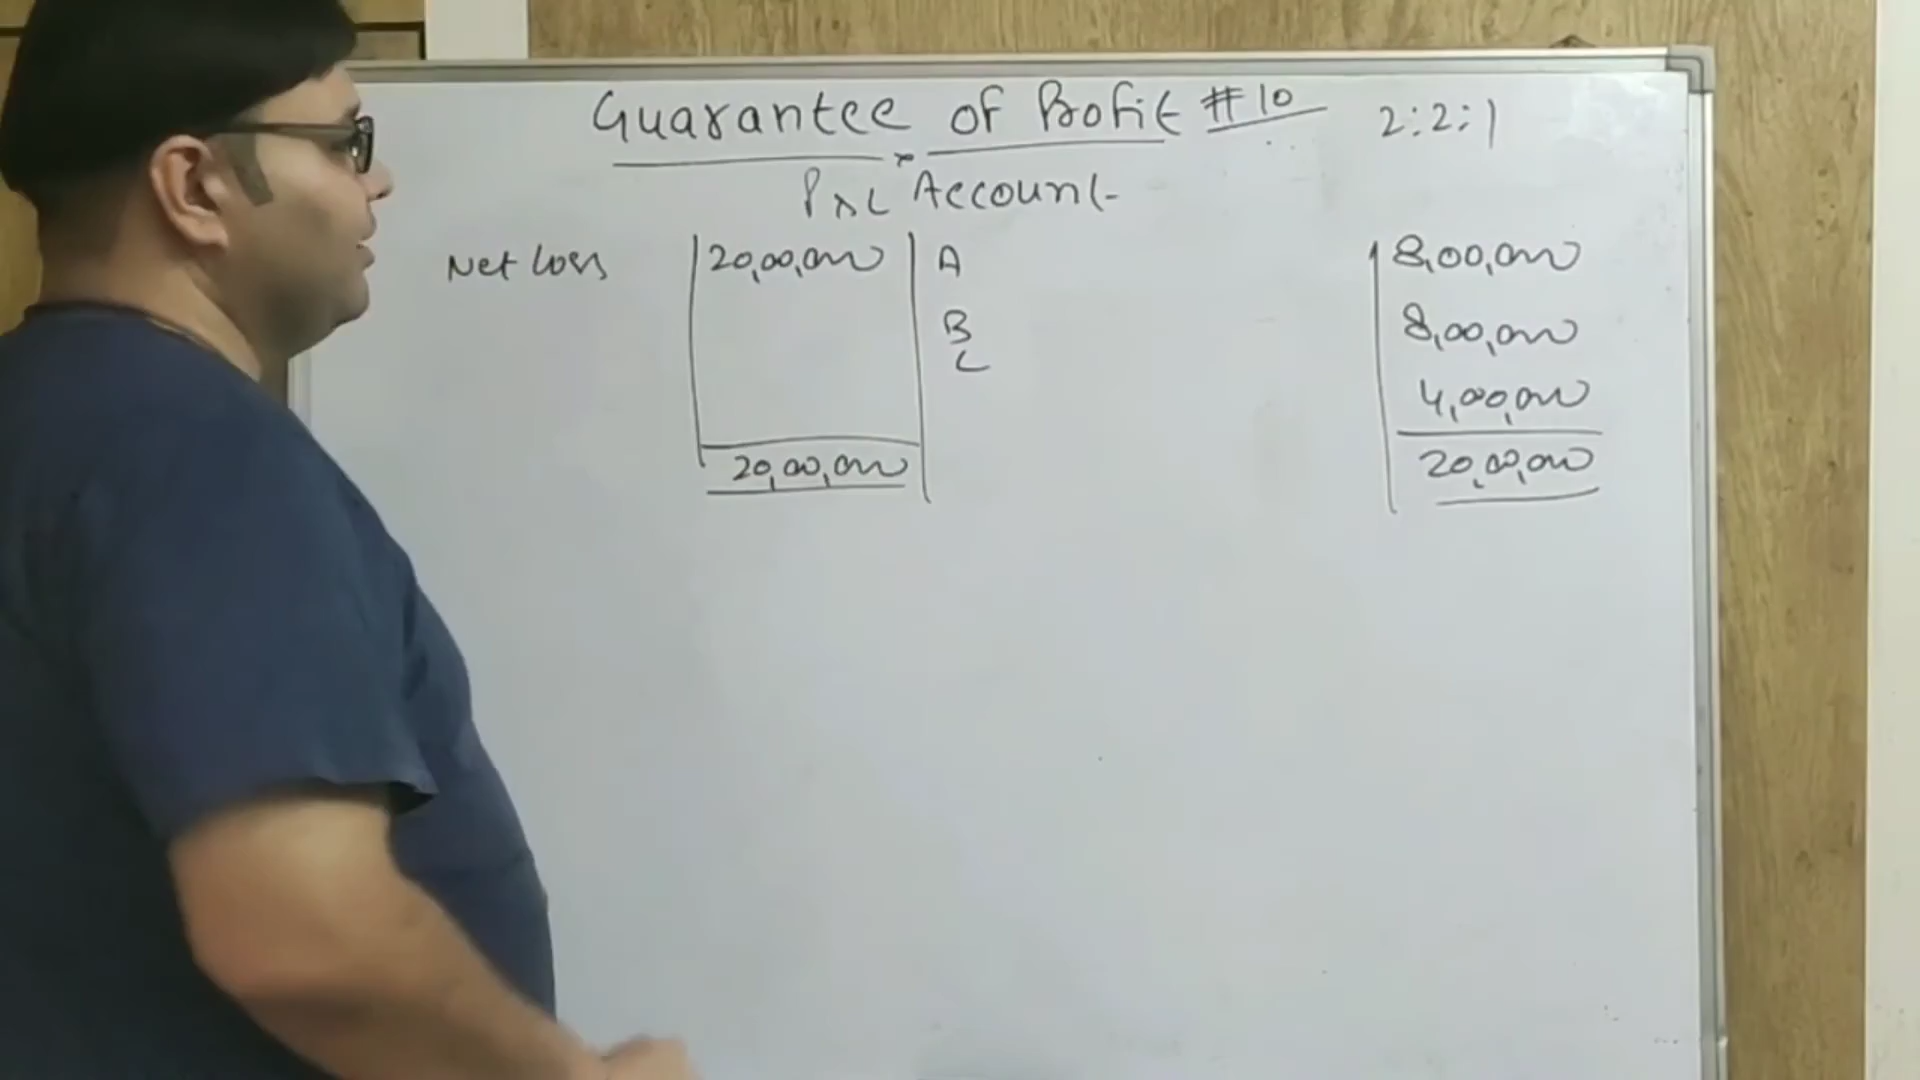 Guarantee of Profit #10 2:2:1
P&L Account
Net Loss 20,00,000 A 8,00,000
B 8,00,000
C 4,00,000
20,00,000 20,00,000